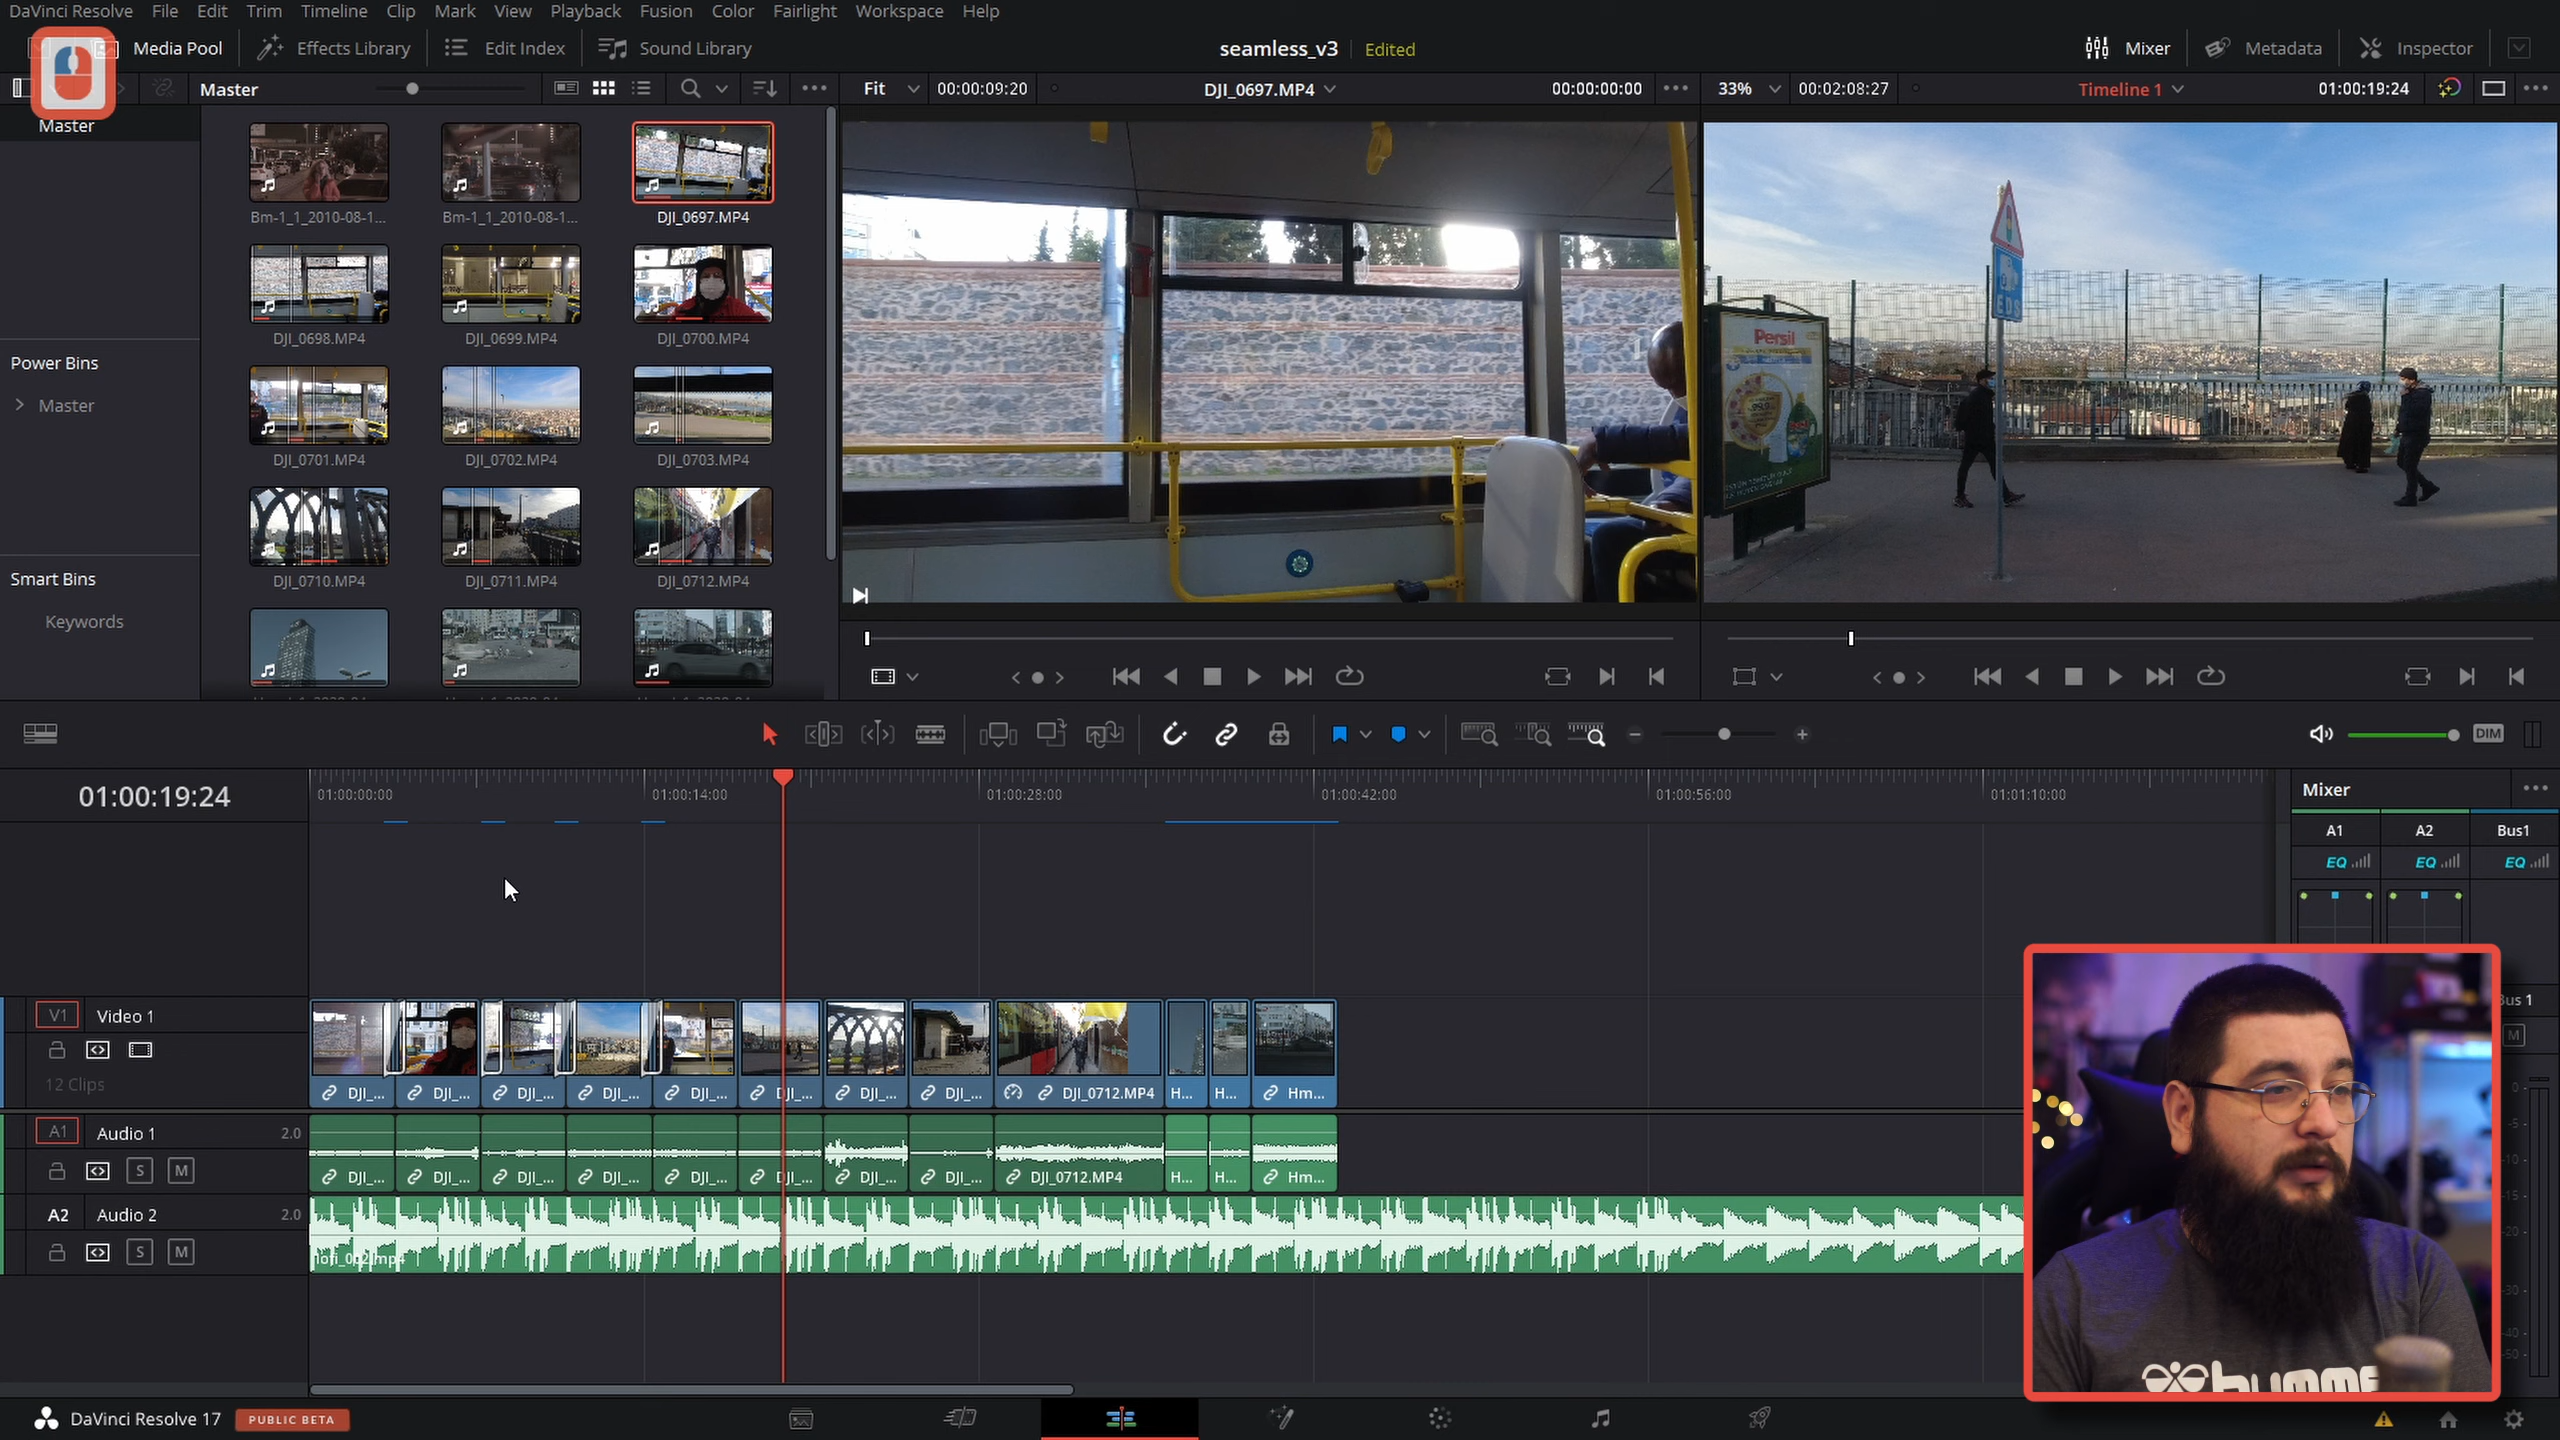 DaVinci Resolve File Edit Trim Timeline Clip Mark View Playback Fusion Color Fairlight Workspace Help
Media Pool Effects Library Edit Index Sound Library seamless_v3 Edited Mixer Metadata Inspector
Master Fit 00:00:09:20 DJI_0697.MP4 00:00:00:00 33% 00:02:08:27 Timeline 1 01:00:19:24
Master
Power Bins
Master
Smart Bins
Keywords
Bm-1_1_2010-08-1... Bm-1_1_2010-08-1... DJI_0697.MP4
DJI_0698.MP4 DJI_0699.MP4 DJI_0700.MP4
DJI_0701.MP4 DJI_0702.MP4 DJI_0703.MP4
DJI_0710.MP4 DJI_0711.MP4 DJI_0712.MP4
Persil
EDS
DIM
01:00:19:24
01:00:00:00 01:00:14:00 01:00:28:00 01:00:42:00 01:00:56:00 01:01:10:00
Mixer
A1 A2 Bus1
EQ EQ EQ
Bus 1
M
V1 Video 1
12 Clips
DJI_... DJI_... DJI_... DJI_... DJI_... DJI_... DJI_... DJI_... DJI_0712.MP4 H... H... Hm...
A1 Audio 1 2.0
S M
DJI_... DJI_... DJI_... DJI_... DJI_... DJI_... DJI_... DJI_... DJI_0712.MP4 H... H... Hm...
A2 Audio 2 2.0
S M
DaVinci Resolve 17 PUBLIC BETA